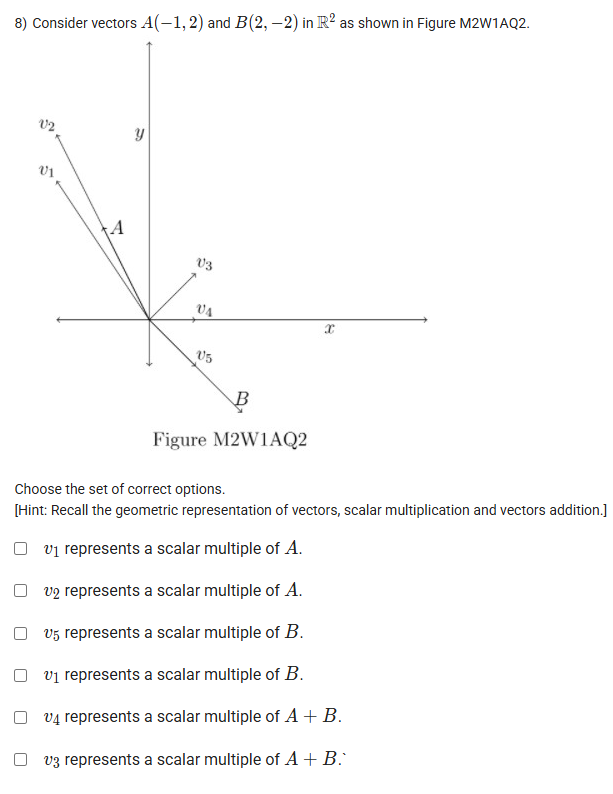 8) Consider vectors A(−1, 2) and B(2, −2) in ℝ² as shown in Figure M2W1AQ2.
v₂
y
v₁
A
v₃
v₄
x
v₅
B
Figure M2W1AQ2
Choose the set of correct options.
[Hint: Recall the geometric representation of vectors, scalar multiplication and vectors addition.]
v₁ represents a scalar multiple of A.
v₂ represents a scalar multiple of A.
v₅ represents a scalar multiple of B.
v₁ represents a scalar multiple of B.
v₄ represents a scalar multiple of A + B.
v₃ represents a scalar multiple of A + B.`